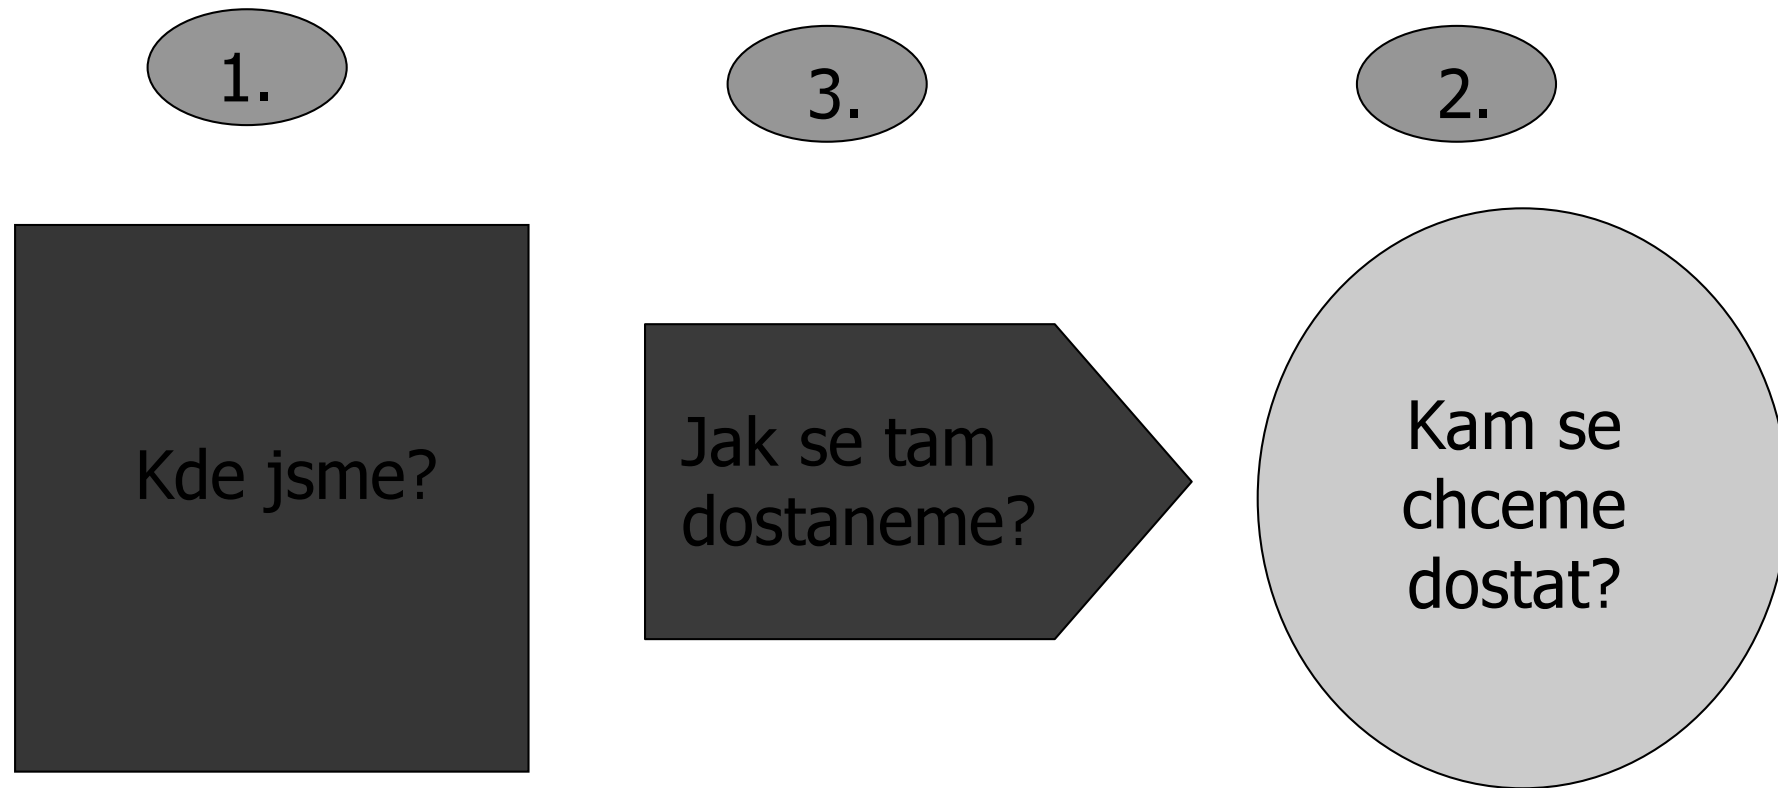 1.
3.
2.
Kde jsme?
Jak se tam
dostaneme?
Kam se
chceme
dostat?